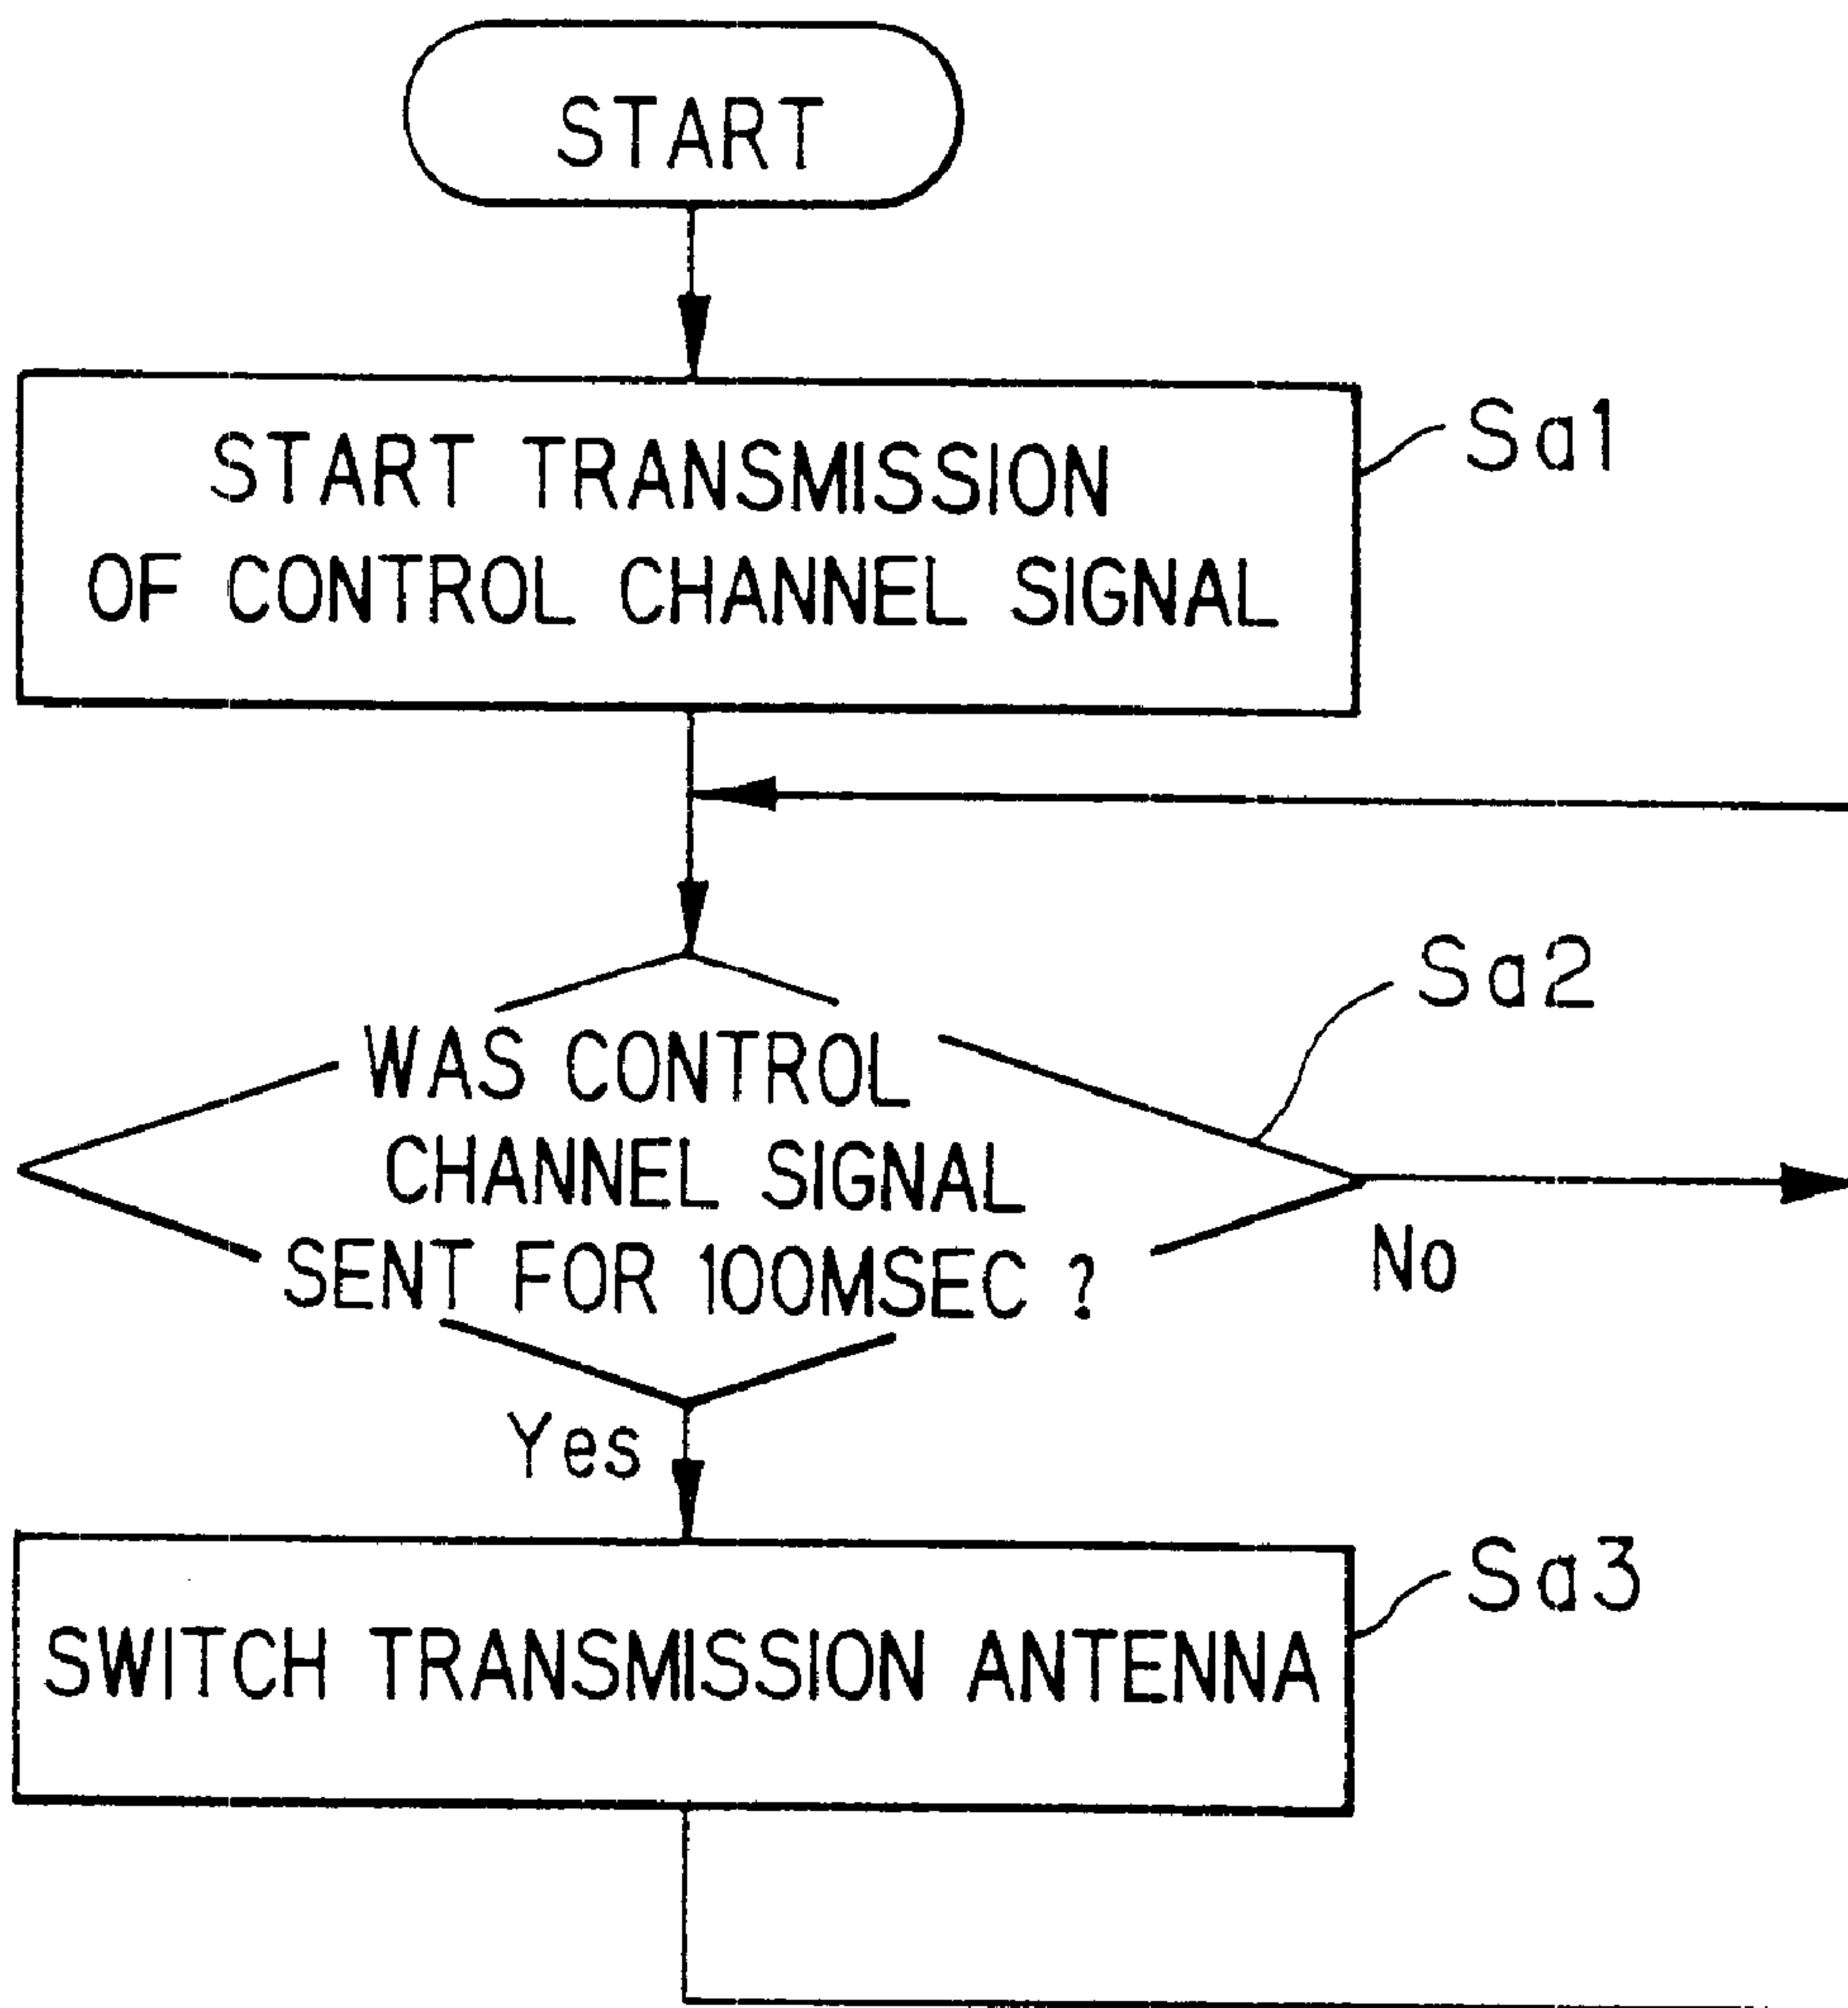 START
START TRANSMISSION
OF CONTROL CHANNEL SIGNAL
Sa1
WAS CONTROL
CHANNEL SIGNAL
SENT FOR 100MSEC ?
Sa2
No
Yes
SWITCH TRANSMISSION ANTENNA
Sa3